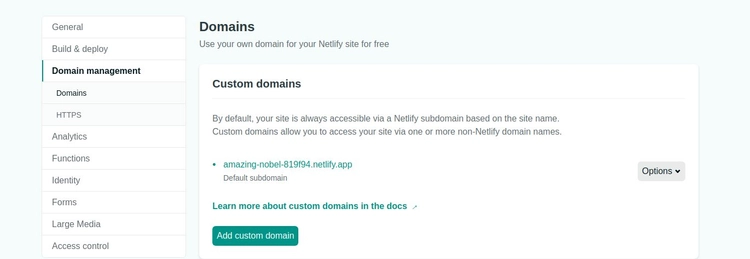 General
Build & deploy
Domain management
Domains
HTTPS
Analytics
Functions
Identity
Forms
Large Media
Access control
Domains
Use your own domain for your Netlify site for free
Custom domains
By default, your site is always accessible via a Netlify subdomain based on the site name.
Custom domains allow you to access your site via one or more non-Netlify domain names.
amazing-nobel-819f94.netlify.app
Default subdomain
Options
Learn more about custom domains in the docs
Add custom domain